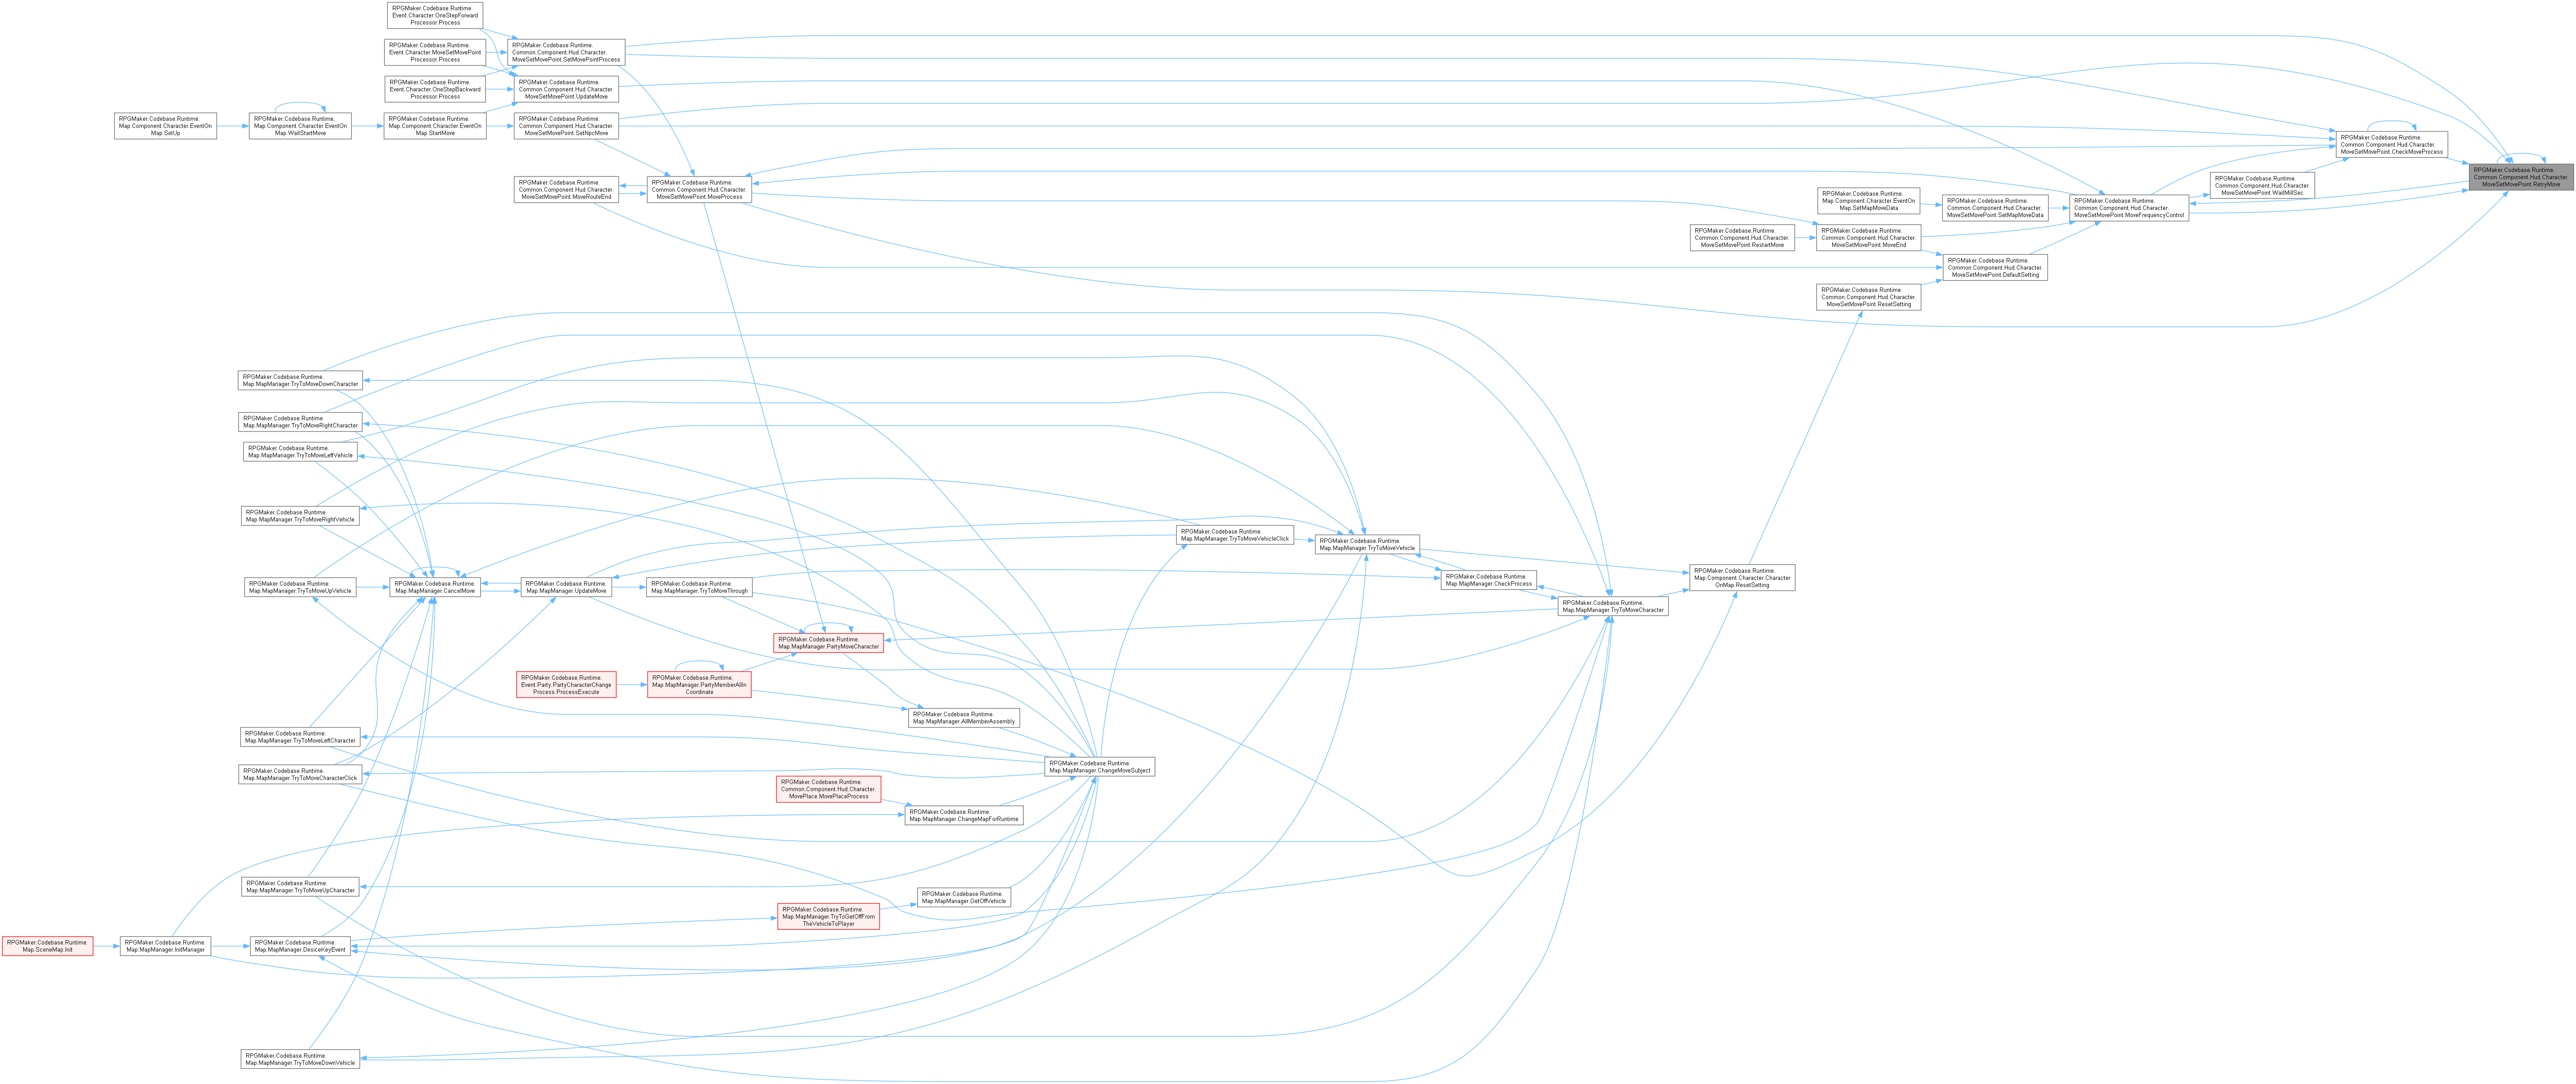 RPGMaker.Codebase.Runtime.
Event.Character.OneStepForward
Processor.Process
RPGMaker.Codebase.Runtime.
Event.Character.MoveSetMovePoint
Processor.Process
RPGMaker.Codebase.Runtime.
Common.Component.Hud.Character.
MoveSetMovePoint.SetMovePointProcess
RPGMaker.Codebase.Runtime.
Event.Character.OneStepBackward
Processor.Process
RPGMaker.Codebase.Runtime.
Common.Component.Hud.Character.
MoveSetMovePoint.UpdateMove
RPGMaker.Codebase.Runtime.
Map.Component.Character.EventOn
Map.SetUp
RPGMaker.Codebase.Runtime.
Map.Component.Character.EventOn
Map.WaitStartMove
RPGMaker.Codebase.Runtime.
Map.Component.Character.EventOn
Map.StartMove
RPGMaker.Codebase.Runtime.
Common.Component.Hud.Character.
MoveSetMovePoint.SetNpcMove
RPGMaker.Codebase.Runtime.
Common.Component.Hud.Character.
MoveSetMovePoint.CheckMoveProcess
RPGMaker.Codebase.Runtime.
Common.Component.Hud.Character.
MoveSetMovePoint.RetryMove
RPGMaker.Codebase.Runtime.
Common.Component.Hud.Character.
MoveSetMovePoint.MoveRouteEnd
RPGMaker.Codebase.Runtime.
Common.Component.Hud.Character.
MoveSetMovePoint.MoveProcess
RPGMaker.Codebase.Runtime.
Common.Component.Hud.Character.
MoveSetMovePoint.WaitMillSec
RPGMaker.Codebase.Runtime.
Map.Component.Character.EventOn
Map.SetMapMoveData
RPGMaker.Codebase.Runtime.
Common.Component.Hud.Character.
MoveSetMovePoint.SetMapMoveData
RPGMaker.Codebase.Runtime.
Common.Component.Hud.Character.
MoveSetMovePoint.MoveFrequencyControl
RPGMaker.Codebase.Runtime.
Common.Component.Hud.Character.
MoveSetMovePoint.RestartMove
RPGMaker.Codebase.Runtime.
Common.Component.Hud.Character.
MoveSetMovePoint.MoveEnd
RPGMaker.Codebase.Runtime.
Common.Component.Hud.Character.
MoveSetMovePoint.DefaultSetting
RPGMaker.Codebase.Runtime.
Common.Component.Hud.Character.
MoveSetMovePoint.ResetSetting
RPGMaker.Codebase.Runtime.
Map.MapManager.TryToMoveDownCharacter
RPGMaker.Codebase.Runtime.
Map.MapManager.TryToMoveRightCharacter
RPGMaker.Codebase.Runtime.
Map.MapManager.TryToMoveLeftVehicle
RPGMaker.Codebase.Runtime.
Map.MapManager.TryToMoveRightVehicle
RPGMaker.Codebase.Runtime.
Map.MapManager.TryToMoveVehicleClick
RPGMaker.Codebase.Runtime.
Map.MapManager.TryToMoveVehicle
RPGMaker.Codebase.Runtime.
Map.MapManager.TryToMoveUpVehicle
RPGMaker.Codebase.Runtime.
Map.MapManager.CancelMove
RPGMaker.Codebase.Runtime.
Map.MapManager.UpdateMove
RPGMaker.Codebase.Runtime.
Map.MapManager.TryToMoveThrough
RPGMaker.Codebase.Runtime.
Map.MapManager.CheckProcess
RPGMaker.Codebase.Runtime.
Map.Component.Character.Character
OnMap.ResetSetting
RPGMaker.Codebase.Runtime.
Map.MapManager.TryToMoveCharacter
RPGMaker.Codebase.Runtime.
Map.MapManager.PartyMoveCharacter
RPGMaker.Codebase.Runtime.
Event.Party.PartyCharacterChange
Process.ProcessExecute
RPGMaker.Codebase.Runtime.
Map.MapManager.PartyMemberAllIn
Coordinate
RPGMaker.Codebase.Runtime.
Map.MapManager.AllMemberAssembly
RPGMaker.Codebase.Runtime.
Map.MapManager.TryToMoveLeftCharacter
RPGMaker.Codebase.Runtime.
Map.MapManager.TryToMoveCharacterClick
RPGMaker.Codebase.Runtime.
Map.MapManager.ChangeMoveSubject
RPGMaker.Codebase.Runtime.
Common.Component.Hud.Character.
MovePlace.MovePlaceProcess
RPGMaker.Codebase.Runtime.
Map.MapManager.ChangeMapForRuntime
RPGMaker.Codebase.Runtime.
Map.MapManager.TryToMoveUpCharacter
RPGMaker.Codebase.Runtime.
Map.MapManager.GetOffVehicle
RPGMaker.Codebase.Runtime.
Map.MapManager.TryToGetOffFrom
TheVehicleToPlayer
RPGMaker.Codebase.Runtime.
Map.SceneMap.Init
RPGMaker.Codebase.Runtime.
Map.MapManager.InitManager
RPGMaker.Codebase.Runtime.
Map.MapManager.DesiceKeyEvent
RPGMaker.Codebase.Runtime.
Map.MapManager.TryToMoveDownVehicle